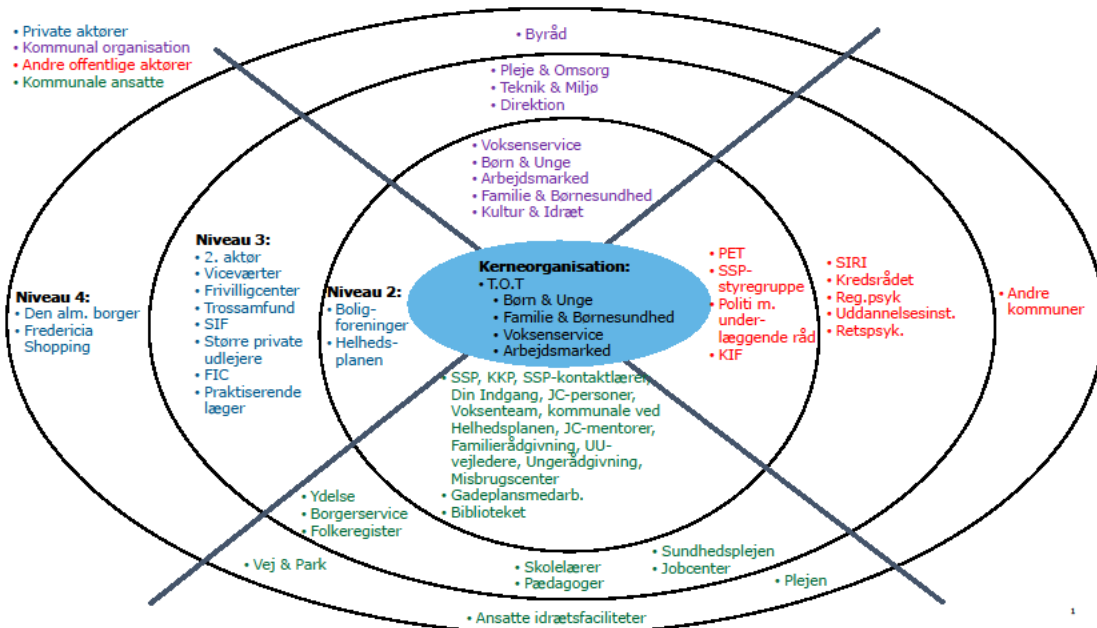 • Private aktører
• Kommunal organisation
• Andre offentlige aktører
• Kommunale ansatte
• Byråd
• Pleje & Omsorg
• Teknik & Miljø
• Direktion
• Voksenservice
• Børn & Unge
• Arbejdsmarked
• Familie & Børnesundhed
• Kultur & Idræt
Niveau 4:
• Den alm. borger
• Fredericia
Shopping
Niveau 3:
• 2. aktør
• Viceværter
• Frivilligcenter
• Trossamfund
• SIF
• Større private
udlejere
• FIC
• Praktiserende
læger
Niveau 2:
• Bolig-
foreninger
• Helheds-
planen
Kerneorganisation:
• T.O.T
• Børn & Unge
• Familie & Børnesundhed
• Voksenservice
• Arbejdsmarked
• PET
• SSP-
styregruppe
• Politi m.
under-
læggende råd
• KIF
• SIRI
• Kredsrådet
• Reg.psyk
• Uddannelsesinst.
• Retspsyk.
• Andre
kommuner
• SSP, KKP, SSP-kontaktlærer,
Din Indgang, JC-personer,
Voksenteam, kommunale ved
Helhedsplanen, JC-mentorer,
Familierådgivning, UU-
vejledere, Ungerådgivning,
Misbrugscenter
• Gadeplansmedarb.
• Biblioteket
• Ydelse
• Borgerservice
• Folkeregister
• Vej & Park
• Skolelærer
• Pædagoger
• Sundhedsplejen
• Jobcenter
• Plejen
• Ansatte idrætsfaciliteter
1